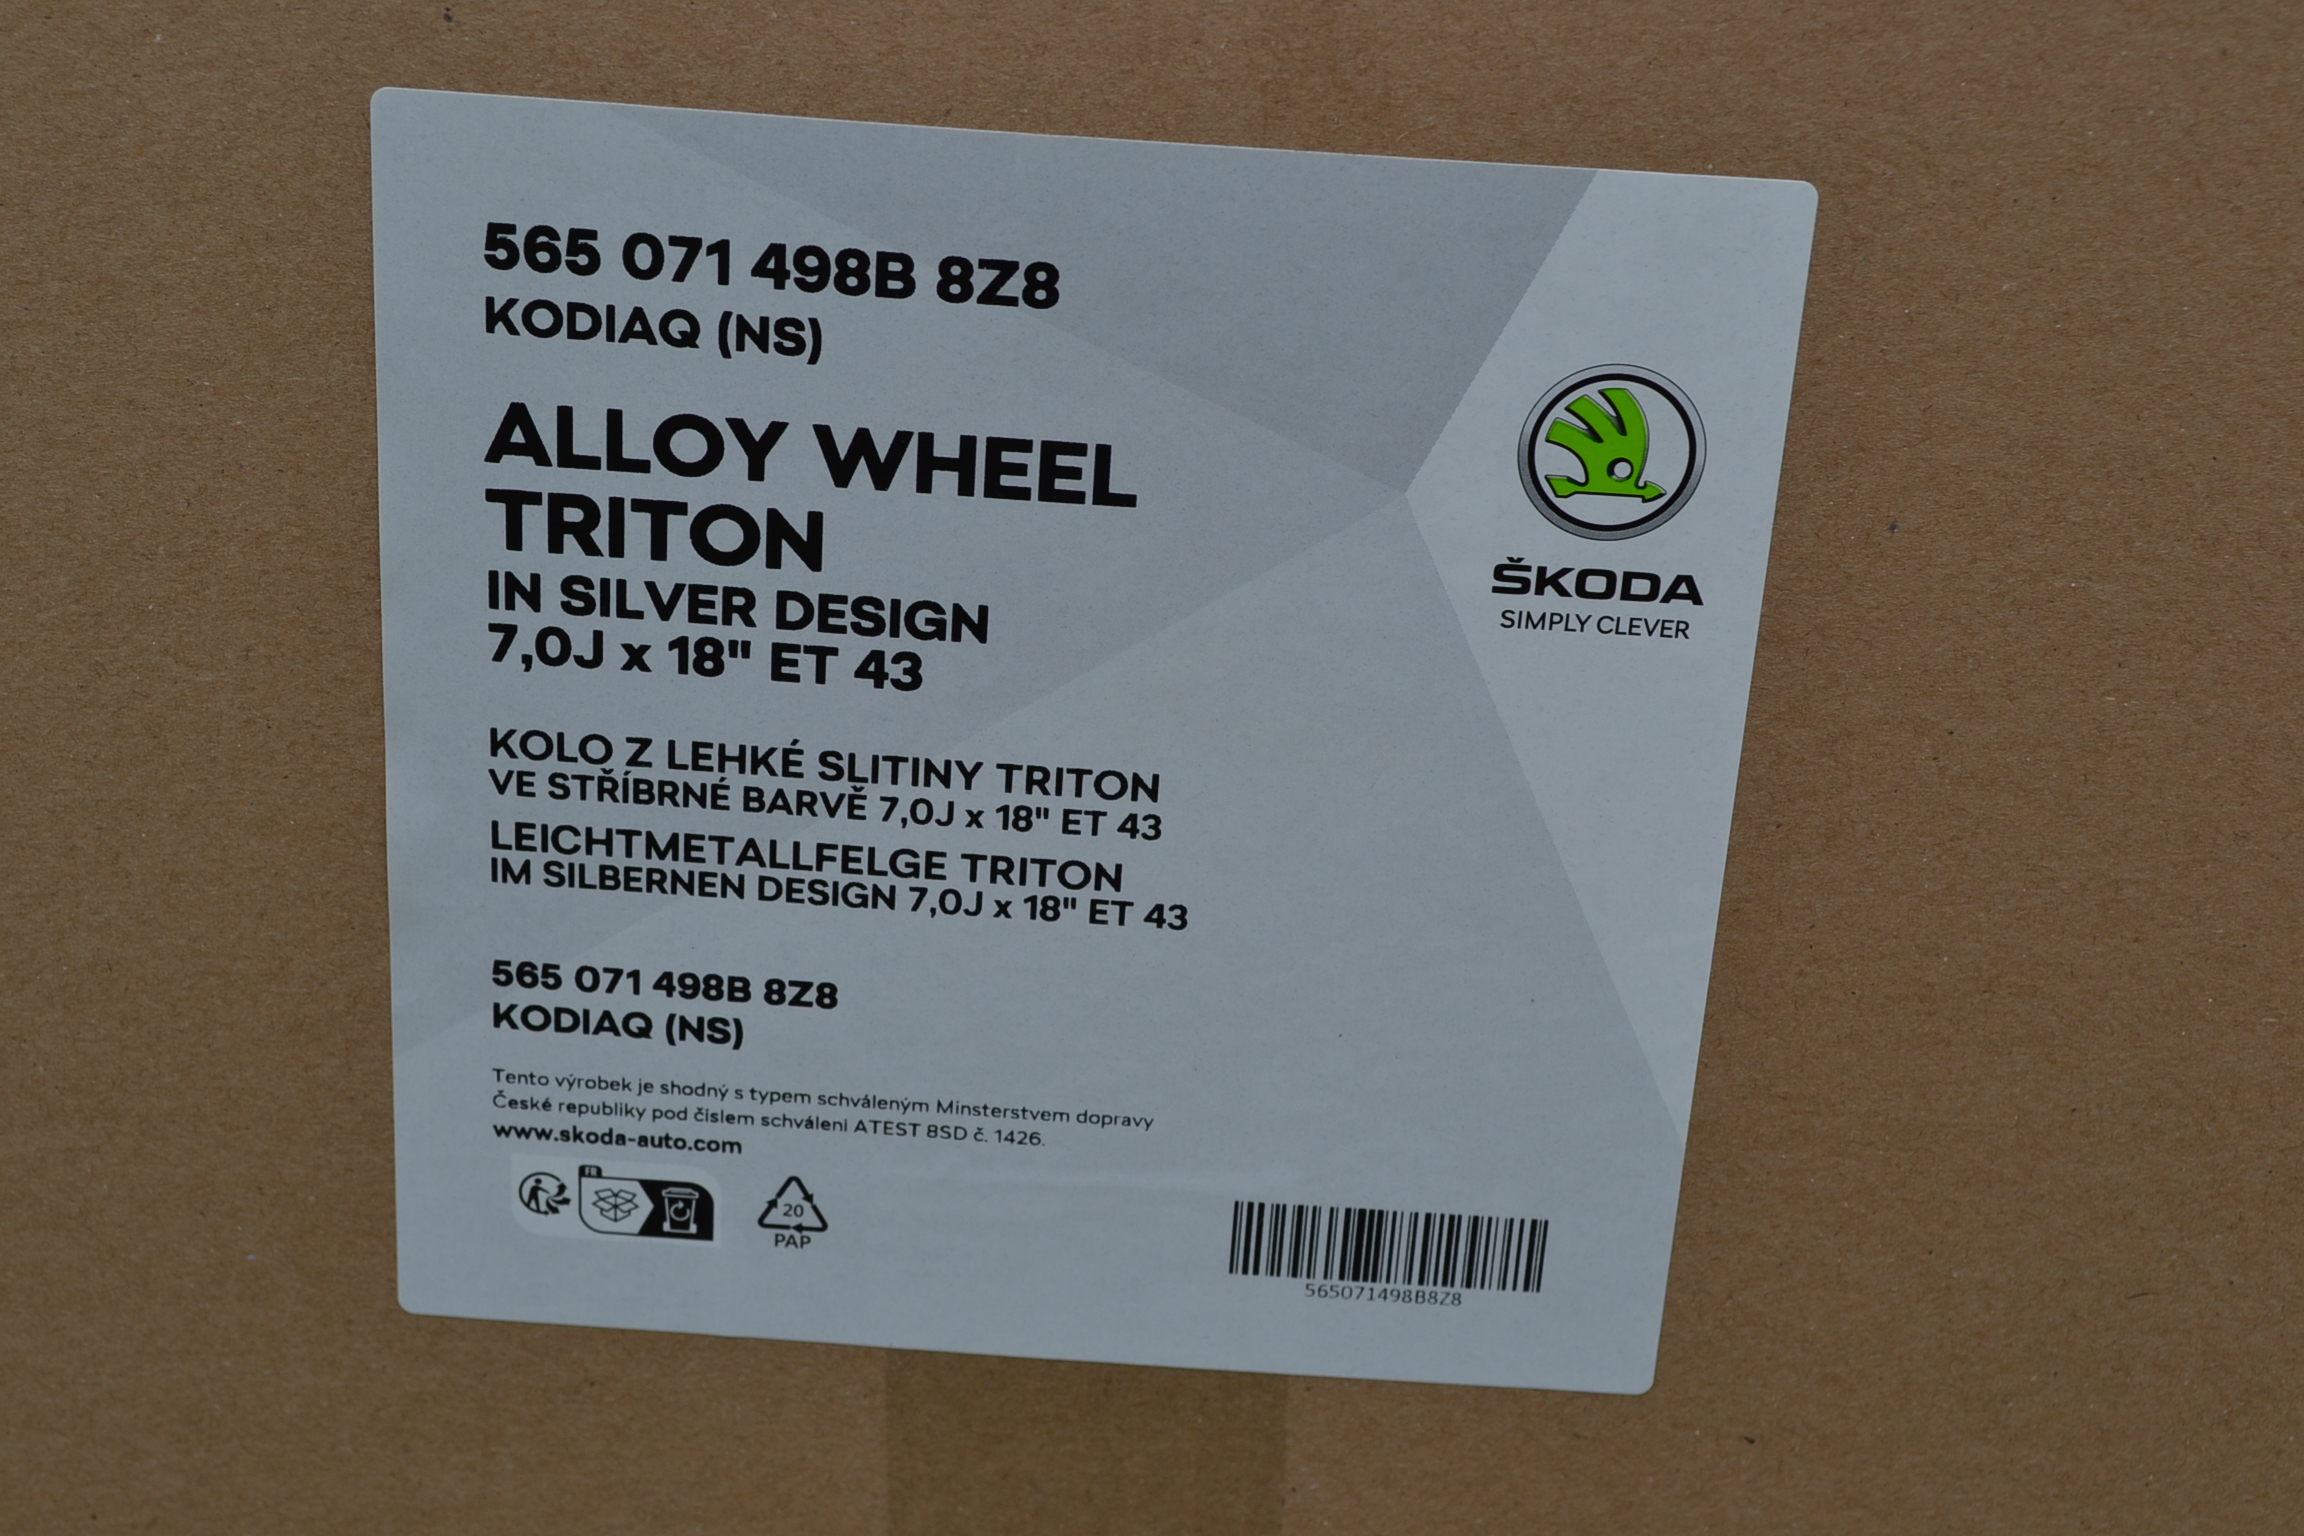 565 071 498B 8Z8
KODIAQ (NS)
ALLOY WHEEL
TRITON
IN SILVER DESIGN
7,0J x 18" ET 43
ŠKODA
SIMPLY CLEVER
KOLO Z LEHKÉ SLITINY TRITON
VE STŘÍBRNÉ BARVĚ 7,0J x 18" ET 43
LEICHTMETALLFELGE TRITON
IM SILBERNEN DESIGN 7,0J x 18" ET 43
565 071 498B 8Z8
KODIAQ (NS)
Tento výrobek je shodný s typem schváleným Minsterstvem dopravy
České republiky pod číslem schválení ATEST 8SD č. 1426.
www.skoda-auto.com
FR
20
PAP
565071498B8Z8